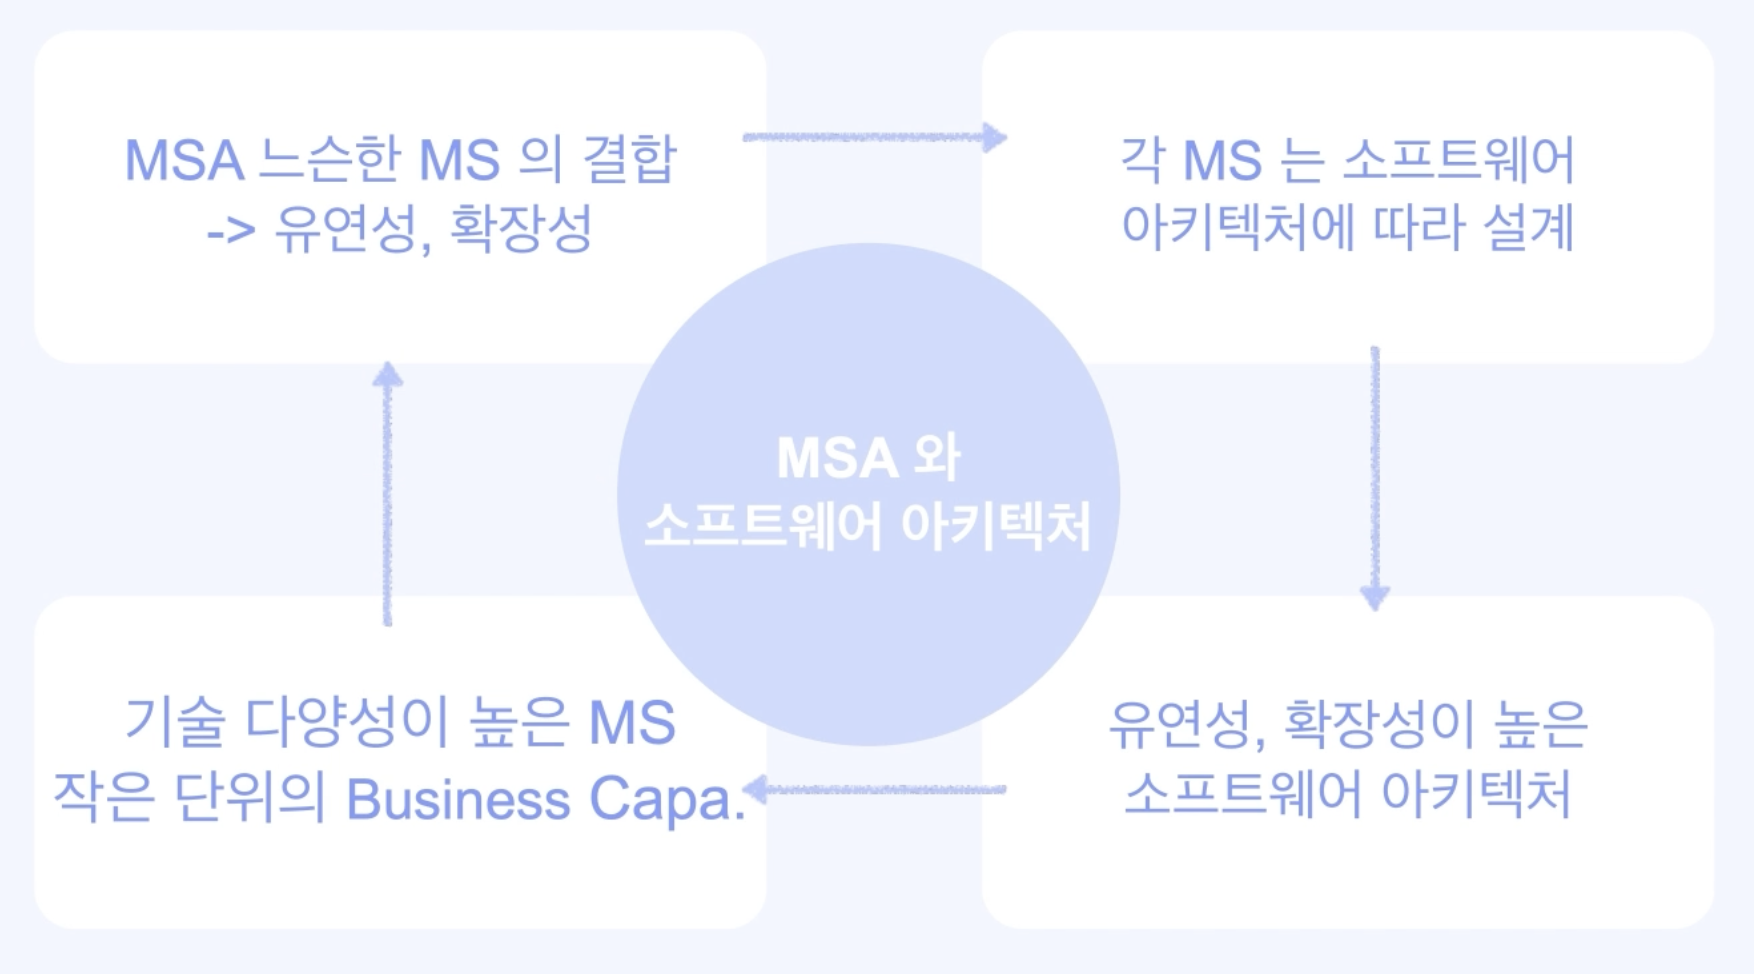 MSA 느슨한 MS 의 결합
-> 유연성, 확장성
각 MS 는 소프트웨어
아키텍처에 따라 설계
MSA 와
소프트웨어 아키텍처
기술 다양성이 높은 MS
작은 단위의 Business Capa.
유연성, 확장성이 높은
소프트웨어 아키텍처